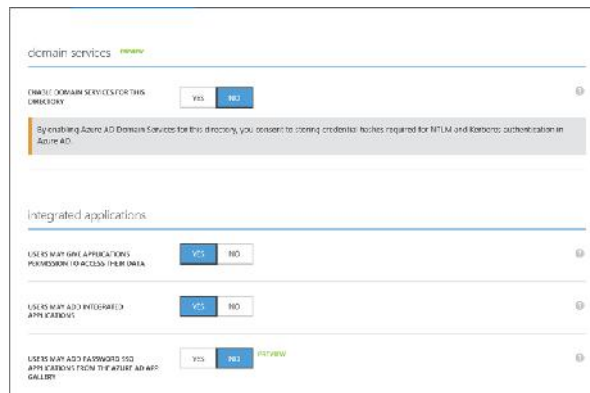 domain services PREVIEW
ENABLE DOMAIN SERVICES FOR THIS
DIRECTORY
YES NO
By enabling Azure AD Domain Services for this directory, you consent to storing credential hashes required for NTLM and Kerberos authentication in
Azure AD.
integrated applications
USERS MAY GIVE APPLICATIONS
PERMISSION TO ACCESS THEIR DATA
YES NO
USERS MAY ADD INTEGRATED
APPLICATIONS
YES NO
USERS MAY ADD PASSWORD SSO
APPLICATIONS FROM THE AZURE AD APP
GALLERY
YES NO PREVIEW